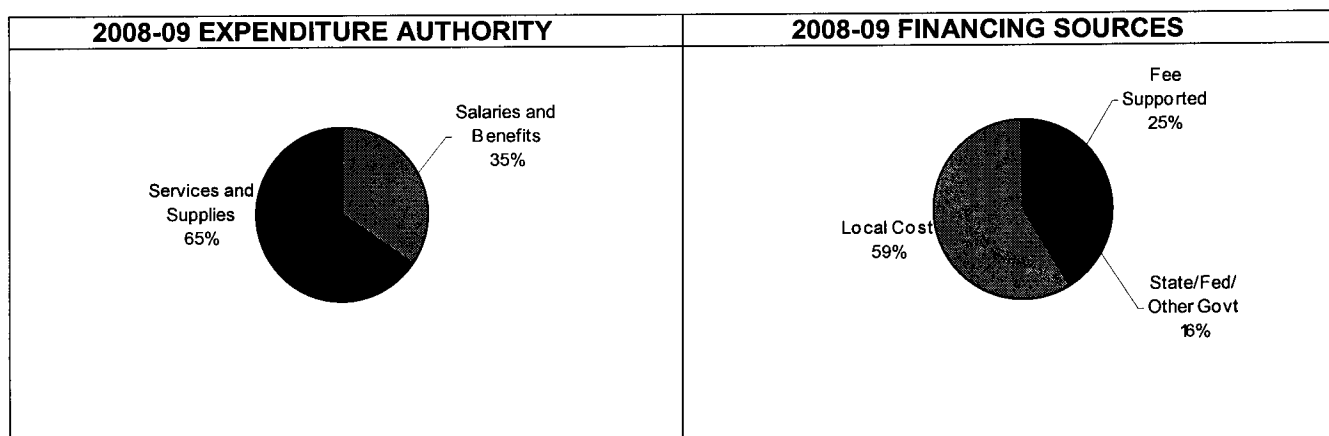 2008-09 EXPENDITURE AUTHORITY
Salaries and
Benefits
35%
Services and
Supplies
65%
2008-09 FINANCING SOURCES
Fee
Supported
25%
Local Cost
59%
State/Fed/
Other Govt
16%